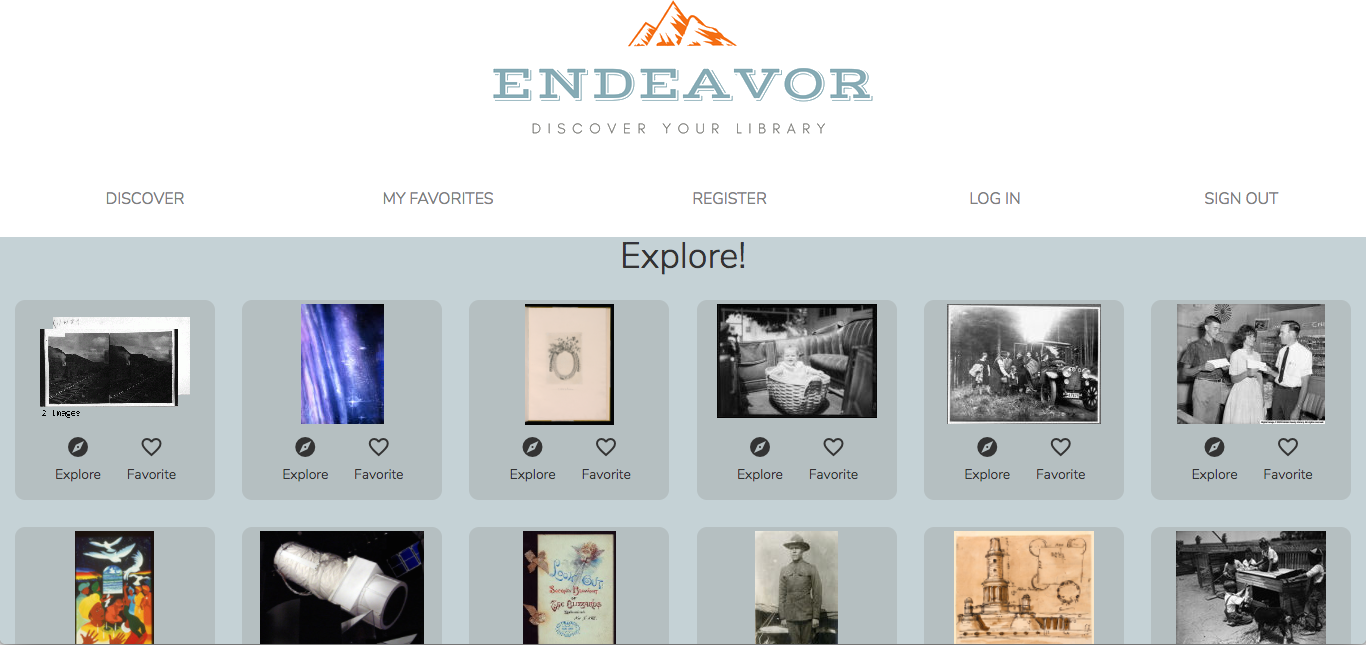 ENDEAVOR
DISCOVER YOUR LIBRARY
DISCOVER MY FAVORITES REGISTER LOG IN SIGN OUT
Explore!
2 Images
Explore Favorite Explore Favorite Explore Favorite Explore Favorite Explore Favorite Explore Favorite
Look Out